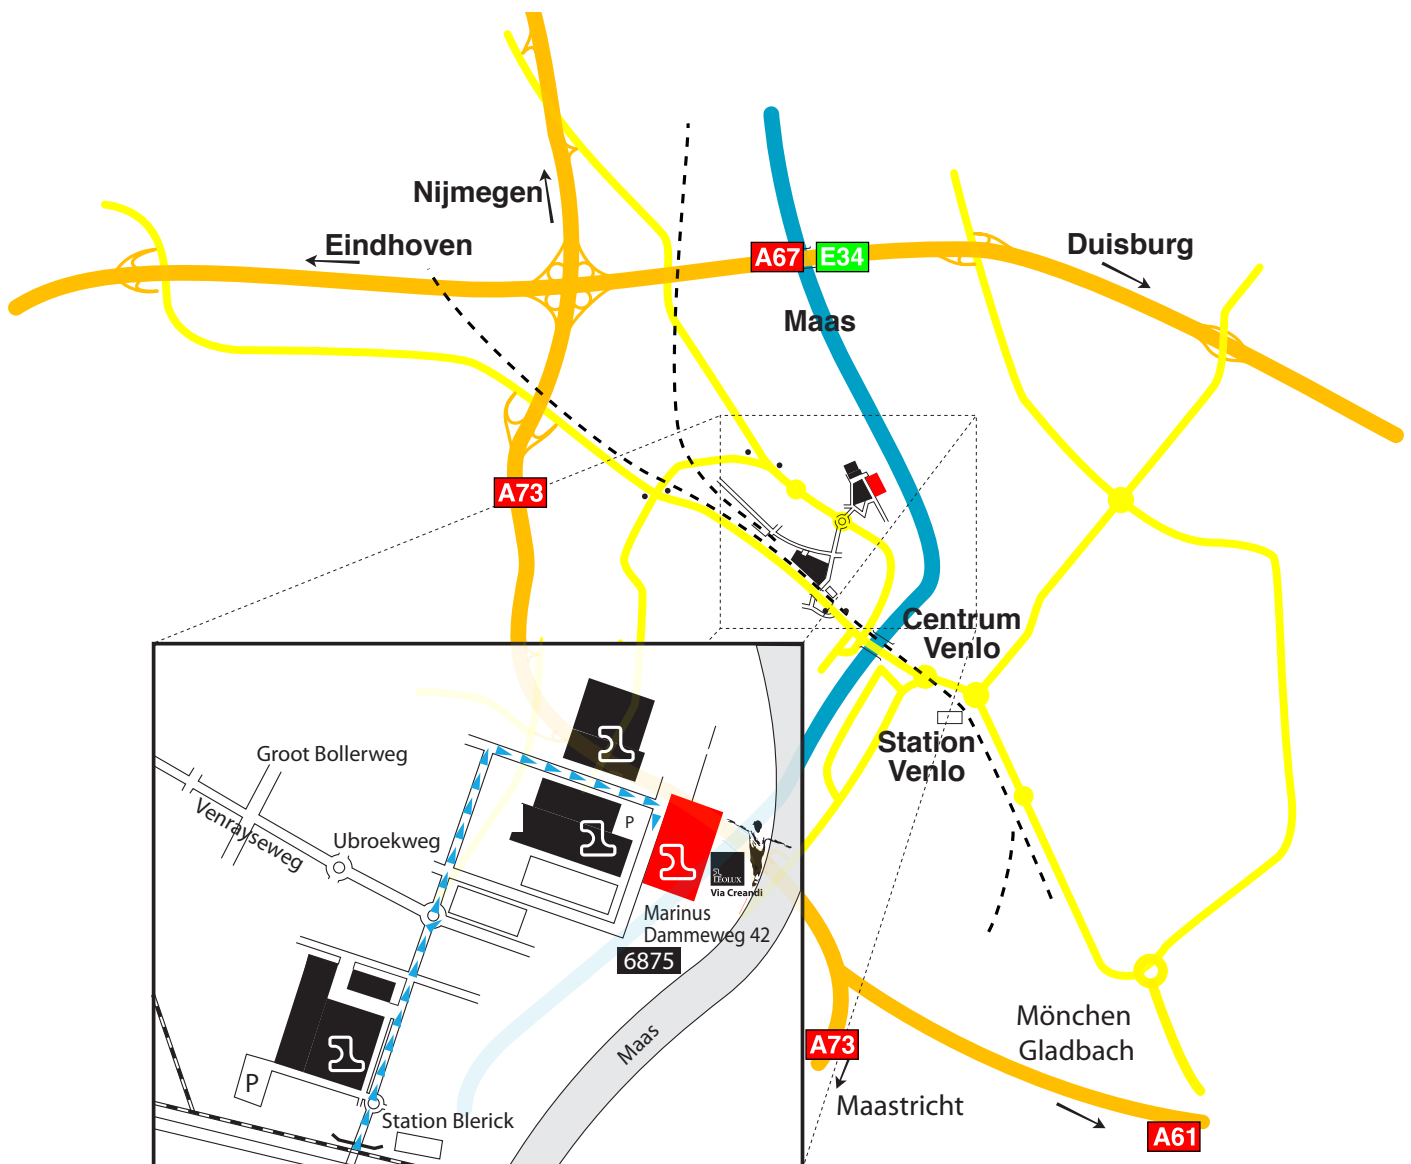 Nijmegen
Eindhoven
A67
E34
Duisburg
Maas
A73
Centrum
Venlo
Station
Venlo
Groot Bollerweg
Venrayseweg
Ubroekweg
P
LEOLUX
Via Creandi
Marinus
Dammeweg 42
6875
Maas
P
Station Blerick
A73
Mönchen
Gladbach
Maastricht
A61